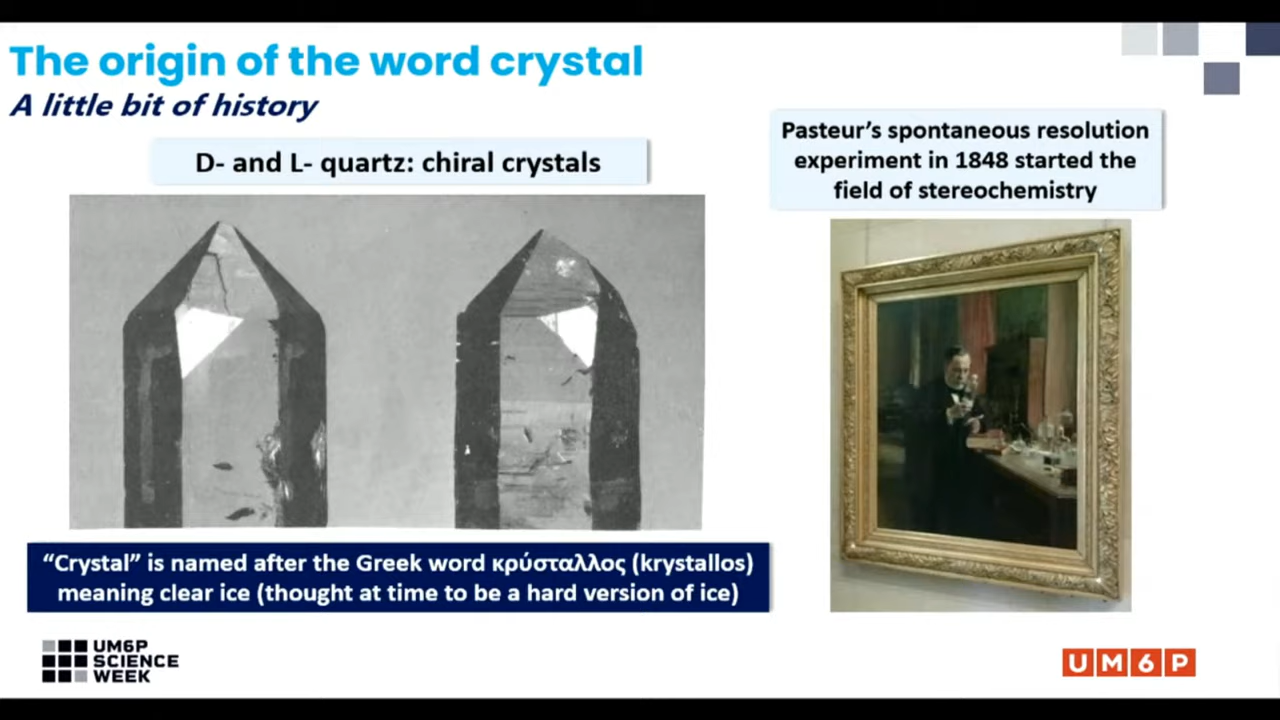 The origin of the word crystal
A little bit of history
D- and L- quartz: chiral crystals
Pasteur’s spontaneous resolution
experiment in 1848 started the
field of stereochemistry
“Crystal” is named after the Greek word κρύσταλλος (krystallos)
meaning clear ice (thought at time to be a hard version of ice)
UM6P
SCIENCE
WEEK
UM6P